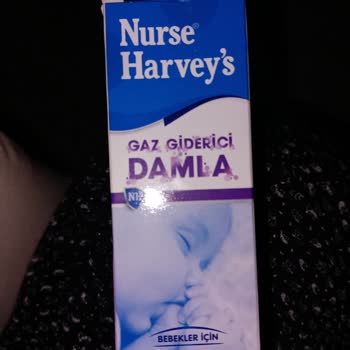 Nurse®
Harvey's
GAZ GİDERİCİ
DAMLA
BEBEKLER İÇİN